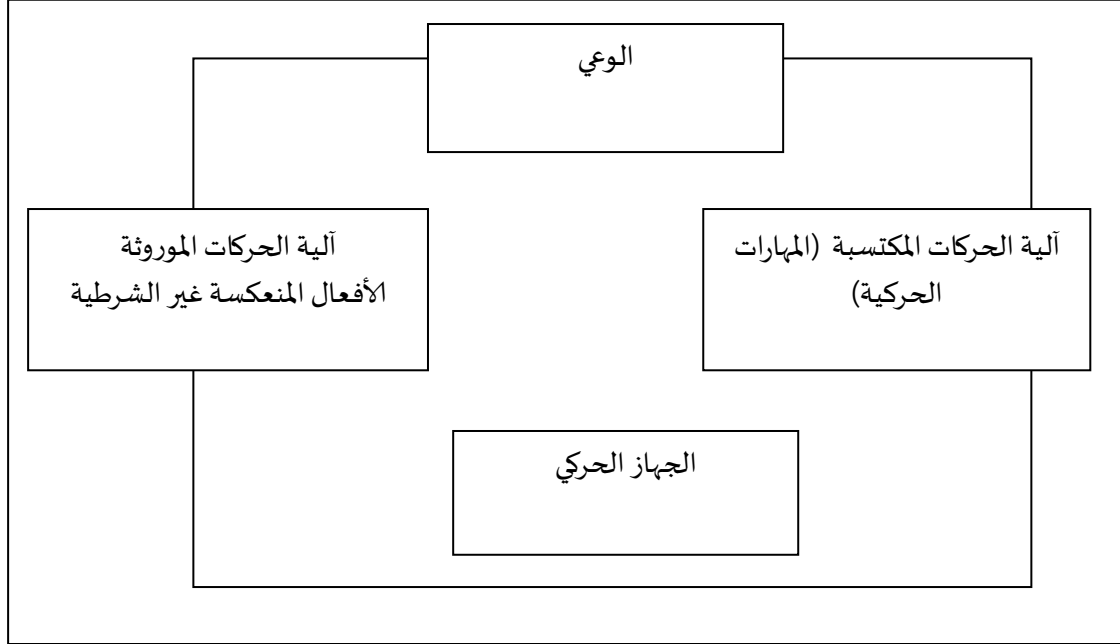 الوعي
آلية الحركات المكتسبة (المهارات
الحركية)
آلية الحركات الموروثة
الأفعال المنعكسة غير الشرطية
الجهاز الحركي